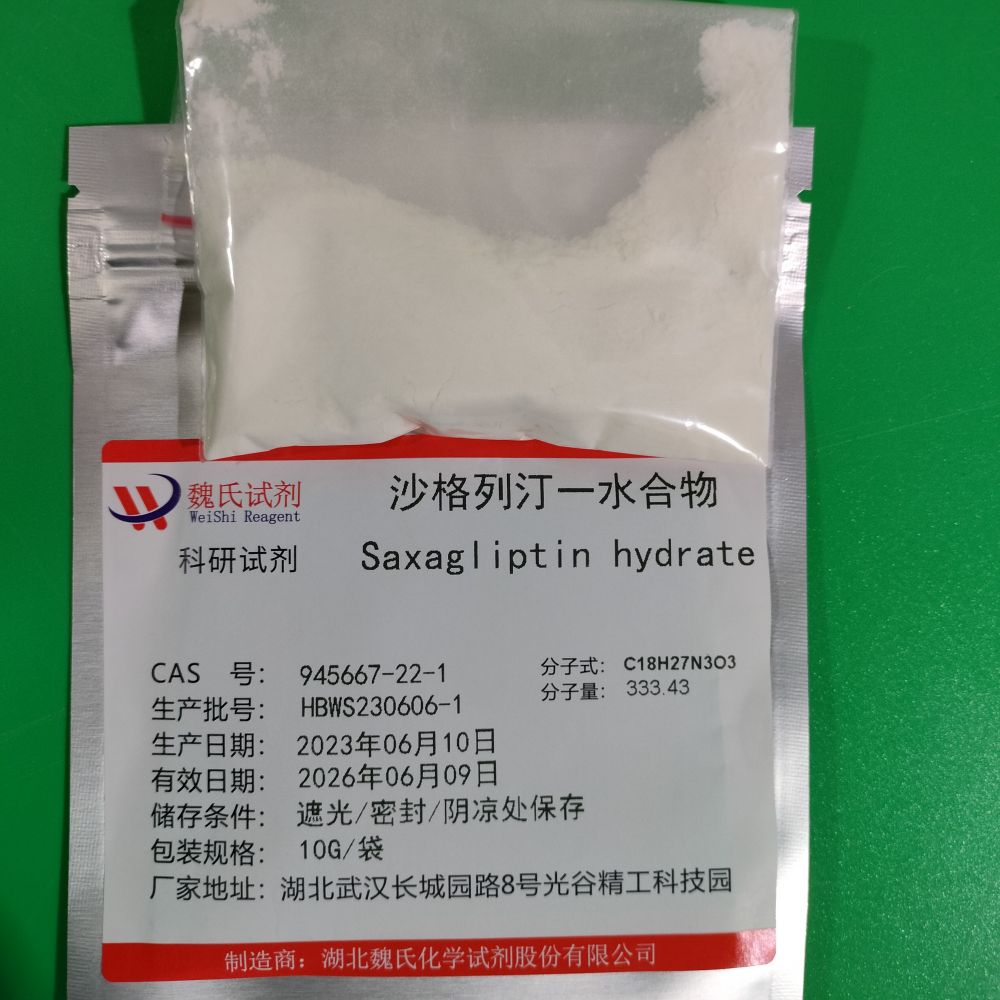 魏氏试剂
WeiShi Reagent
沙格列汀一水合物
科研试剂
Saxagliptin hydrate
CAS 号： 945667-22-1
分子式： C18H27N3O3
生产批号： HBWS230606-1
分子量： 333.43
生产日期： 2023年06月10日
有效日期： 2026年06月09日
储存条件： 遮光/密封/阴凉处保存
包装规格： 10G/袋
厂家地址： 湖北武汉长城园路8号光谷精工科技园
制造商：湖北魏氏化学试剂股份有限公司